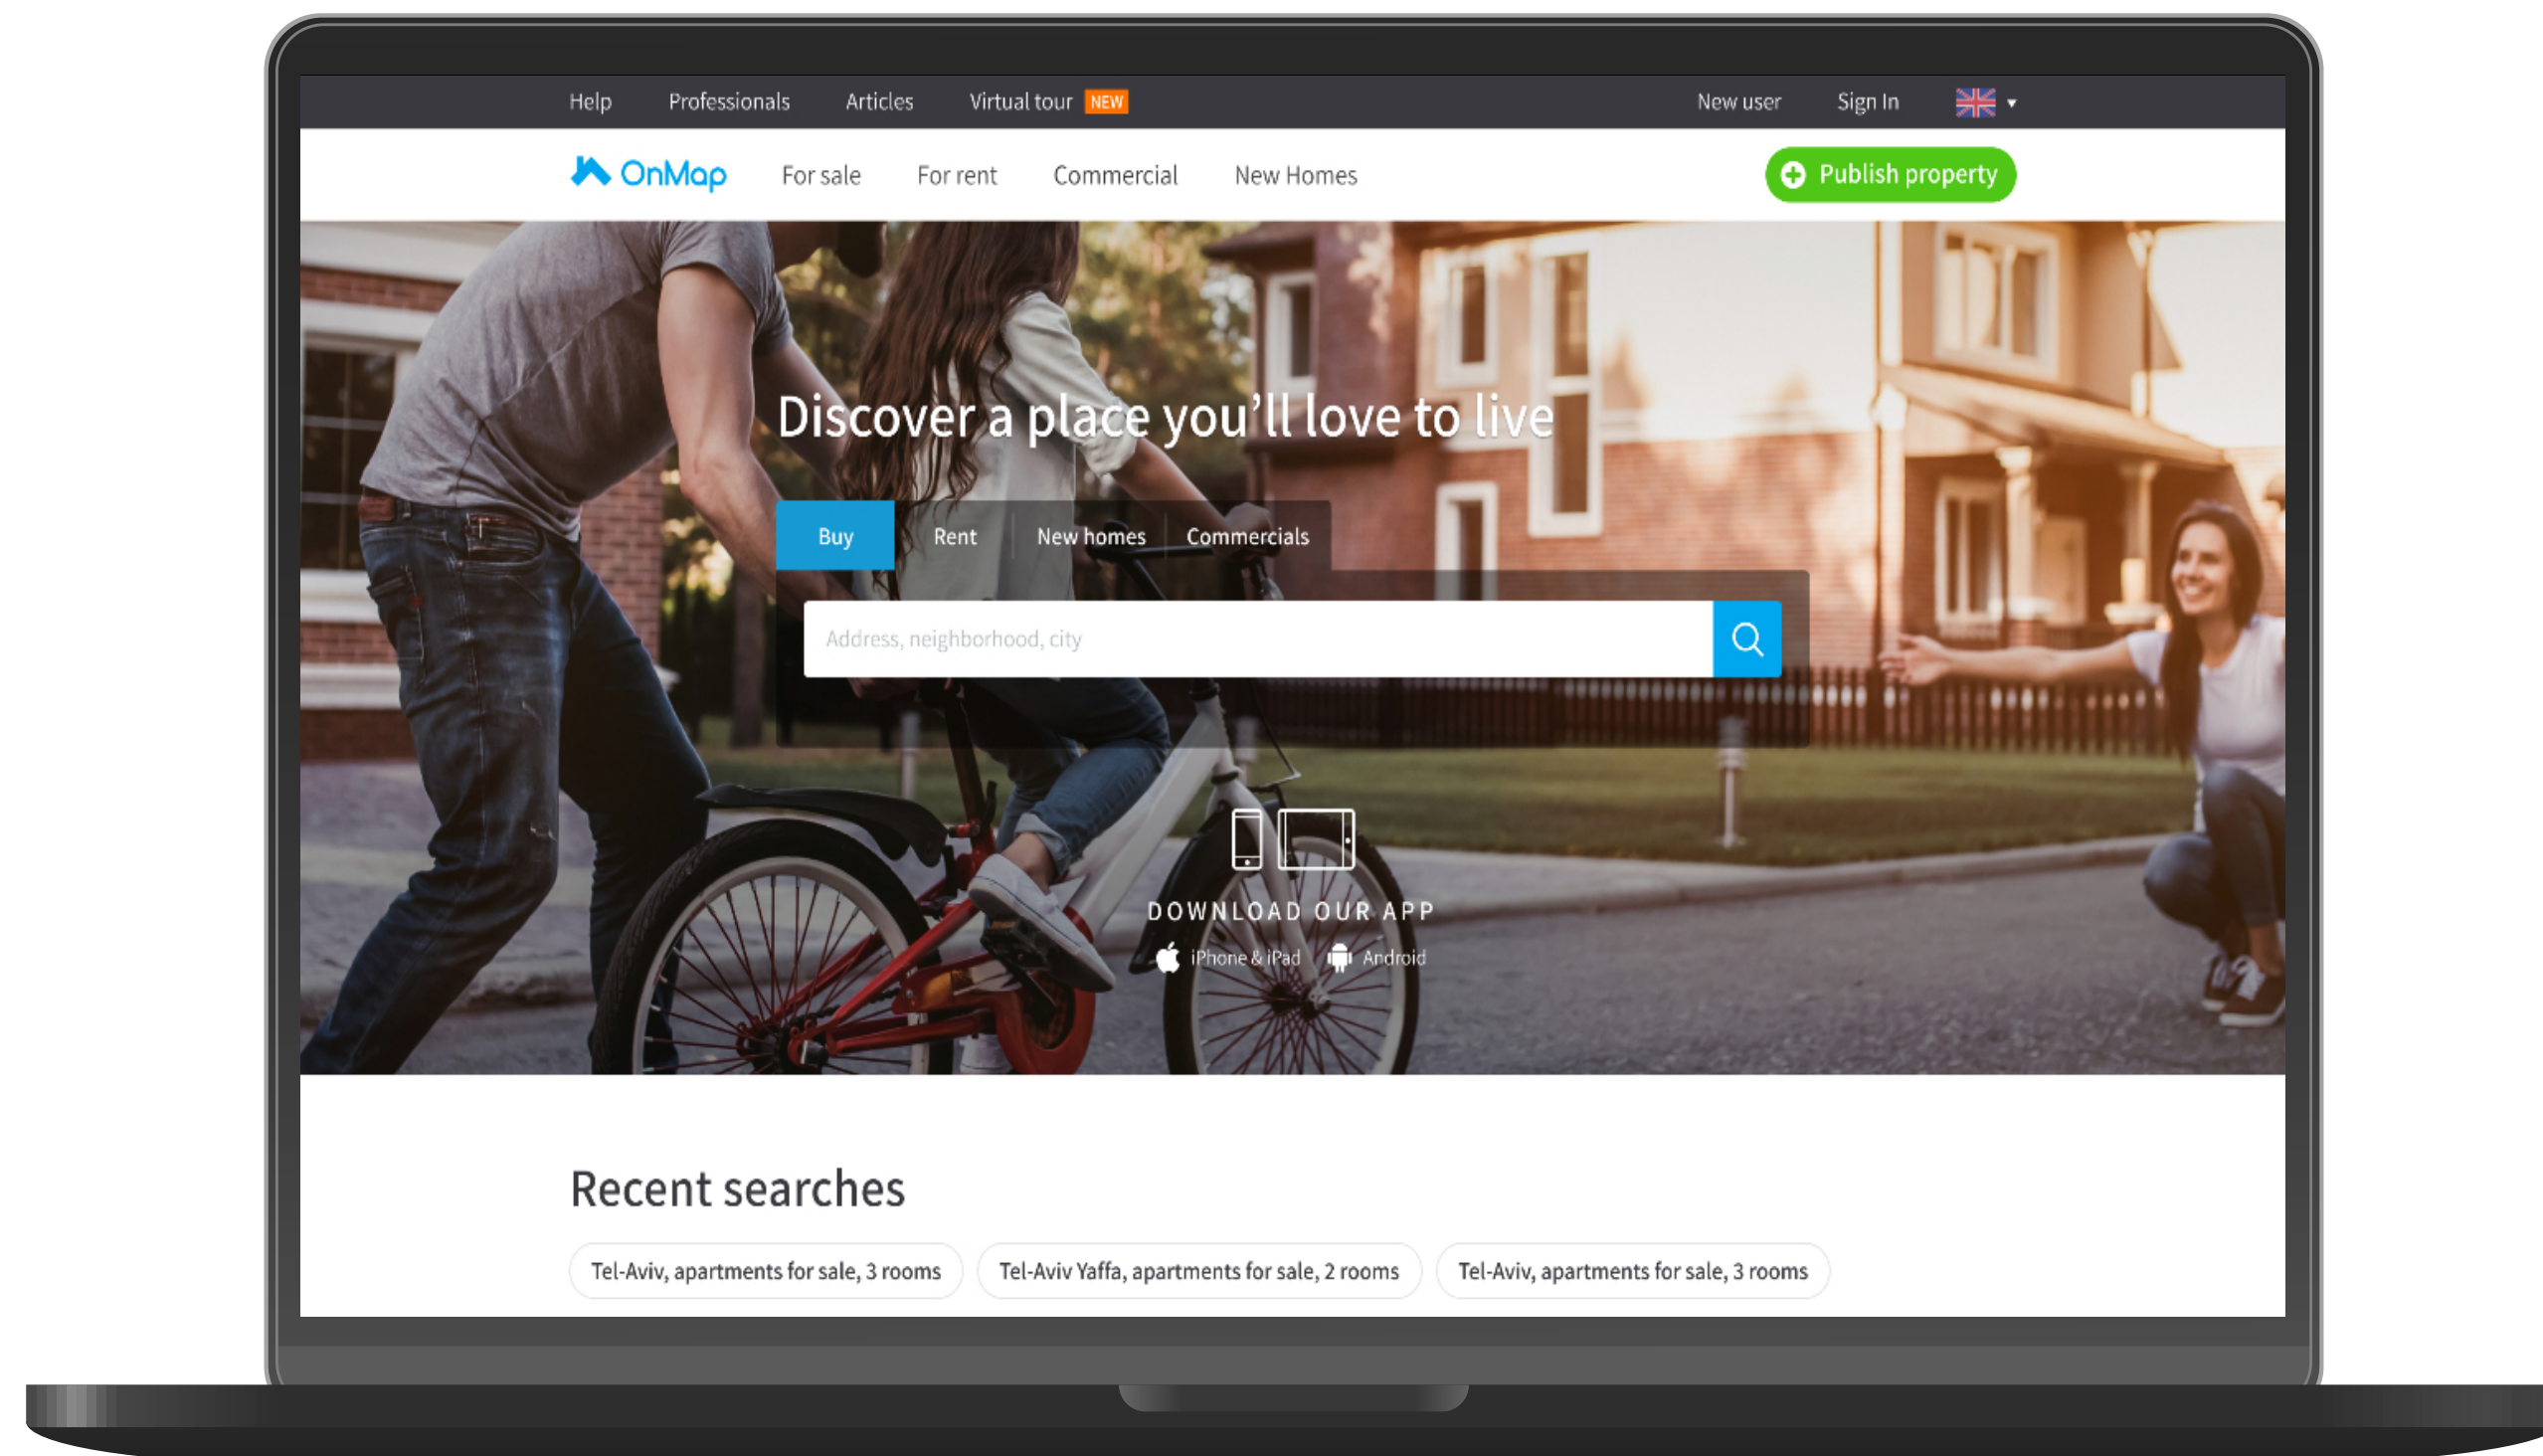 Help Professionals Articles Virtual tour NEW New user Sign In
OnMap For sale For rent Commercial New Homes Publish property
Discover a place you'll love to live
Buy Rent New homes Commercials
Address, neighborhood, city
DOWNLOAD OUR APP
iPhone & iPad Android
Recent searches
Tel-Aviv, apartments for sale, 3 rooms Tel-Aviv Yaffa, apartments for sale, 2 rooms Tel-Aviv, apartments for sale, 3 rooms